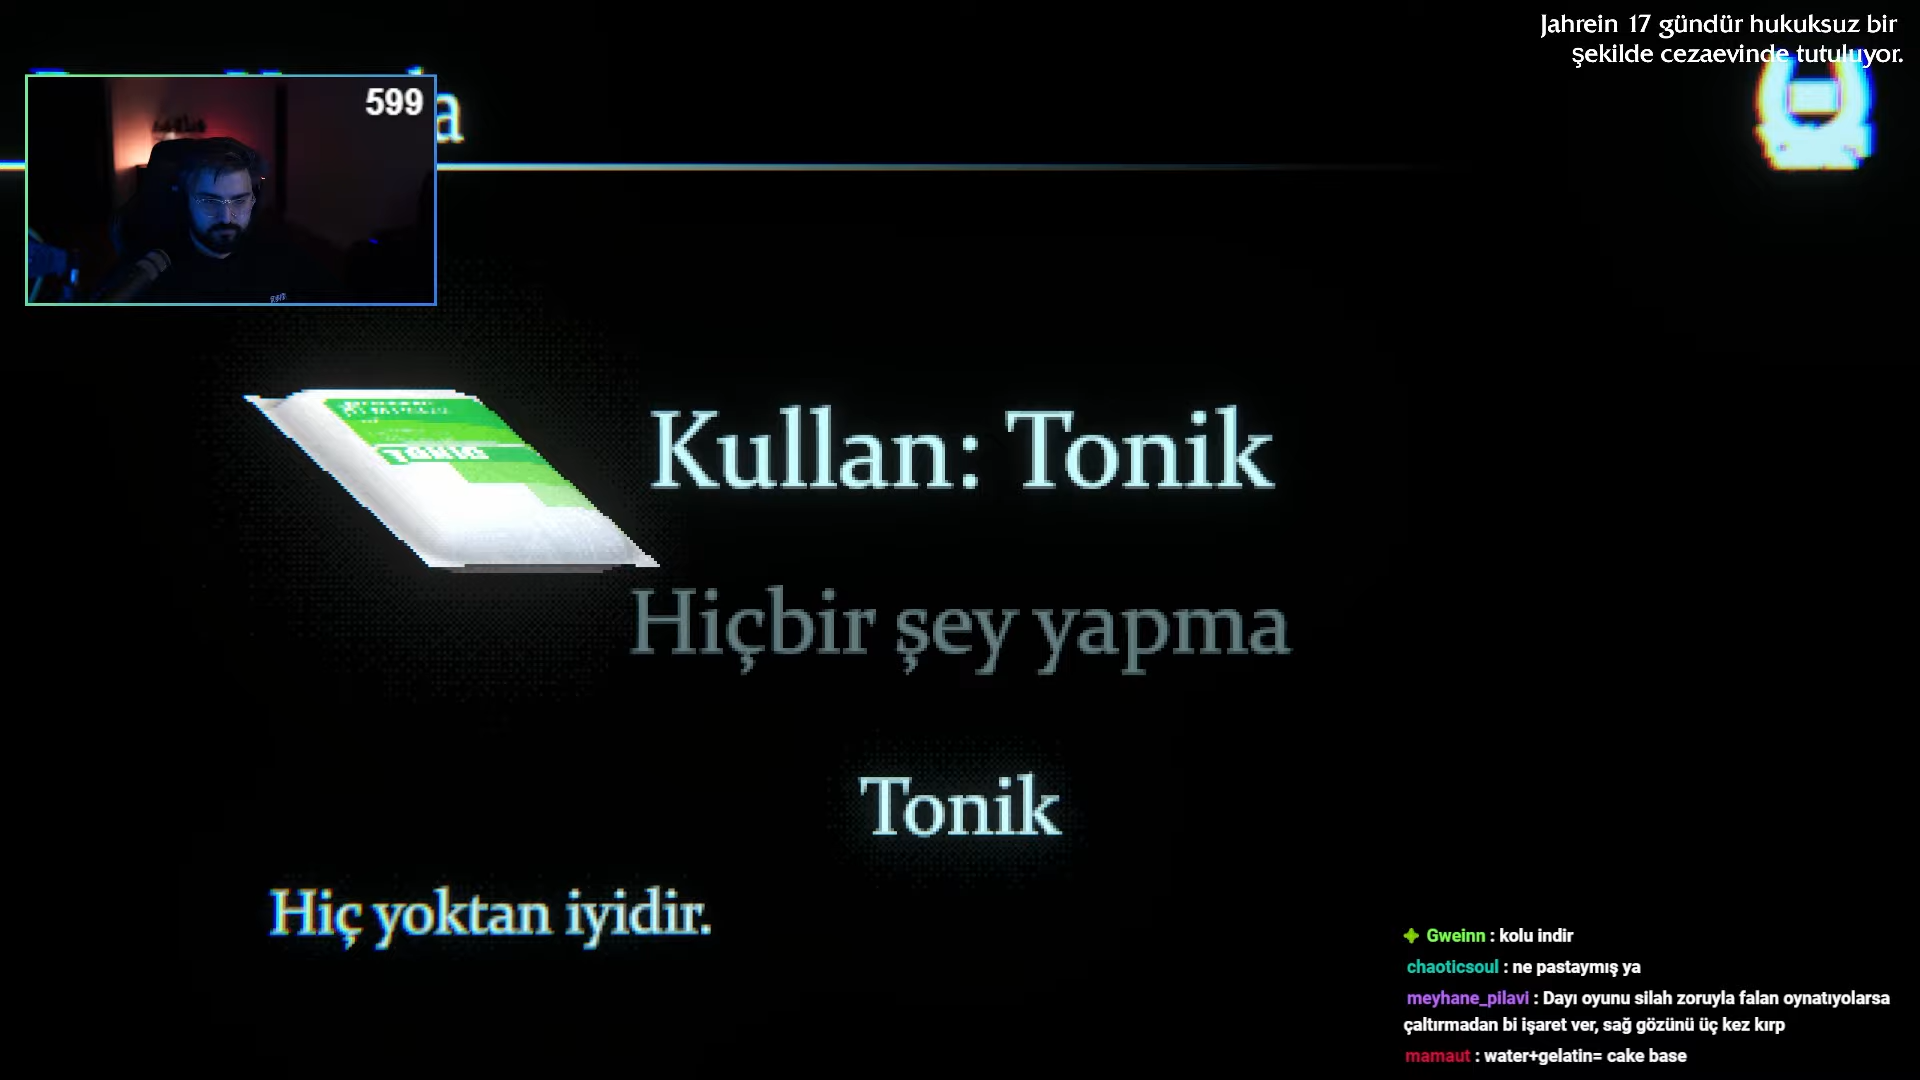 Jahrein 17 gündür hukuksuz bir
şekilde cezaevinde tutuluyor.
599
a
Kullan: Tonik
TONIC
Hiçbir şey yapma
Tonik
Hiç yoktan iyidir.
Gweinn : kolu indir
chaoticsoul : ne pastaymış ya
meyhane_pilavi : Dayı oyunu silah zoruyla falan oynatıyolarsa
çaltırmadan bi işaret ver, sağ gözünü üç kez kırp
mamaut : water+gelatin= cake base